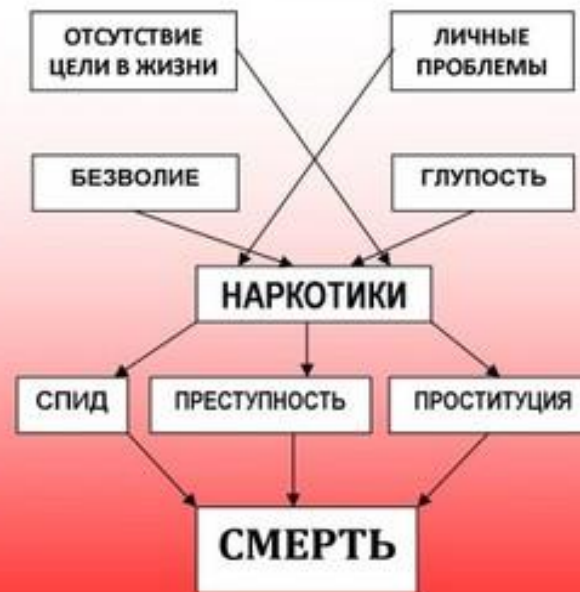 ОТСУТСТВИЕ
ЦЕЛИ В ЖИЗНИ
ЛИЧНЫЕ
ПРОБЛЕМЫ
БЕЗВОЛИЕ
ГЛУПОСТЬ
НАРКОТИКИ
СПИД
ПРЕСТУПНОСТЬ
ПРОСТИТУЦИЯ
СМЕРТЬ